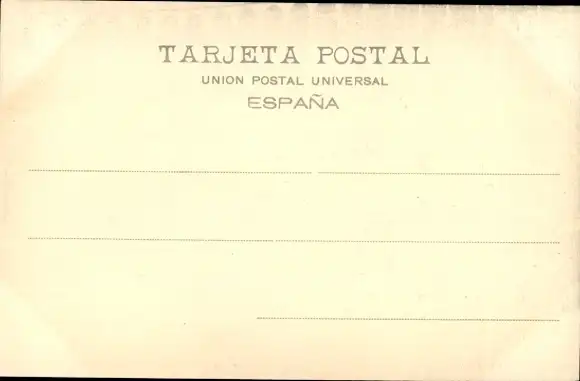 TARJETA POSTAL
UNION POSTAL UNIVERSAL
ESPAÑA